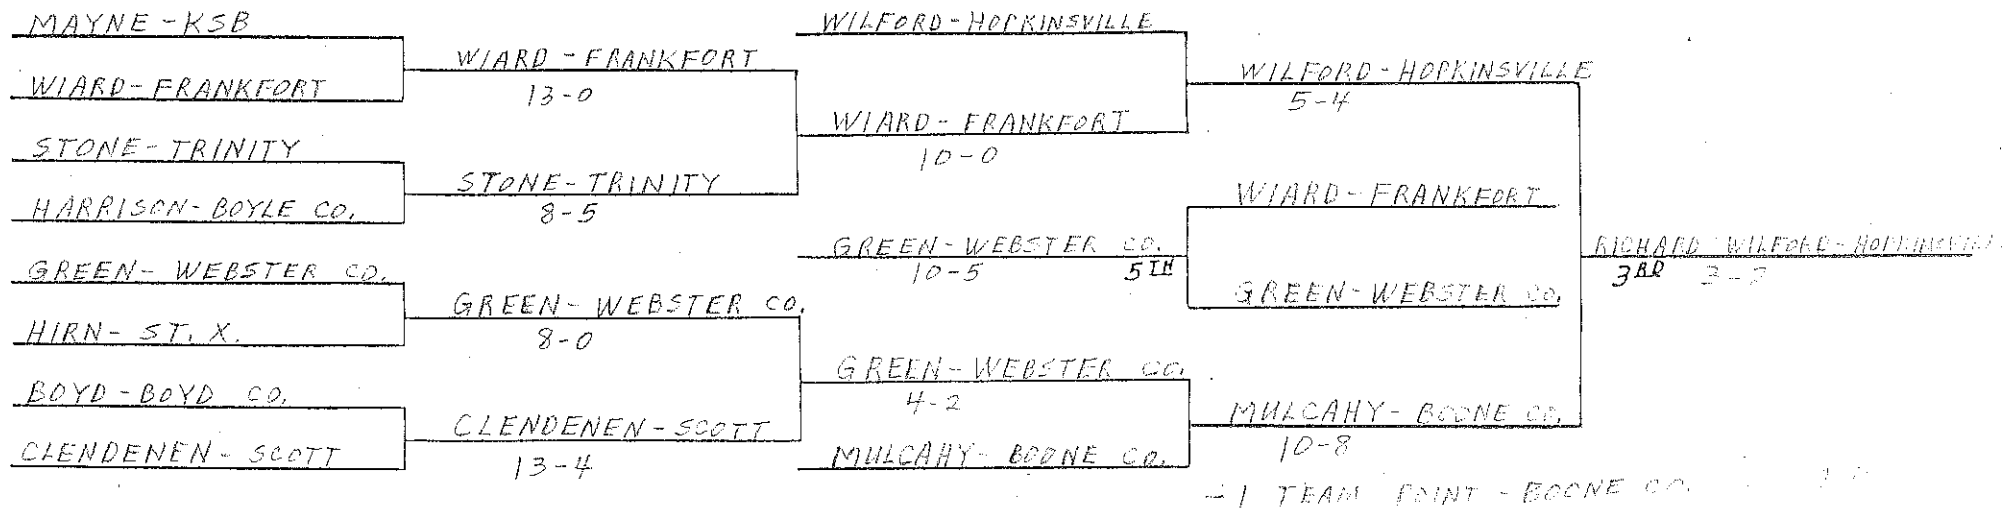 MAYNE - KSB
WIARD - FRANKFORT
STONE - TRINITY
HARRISON - BOYLE CO.
GREEN - WEBSTER CO.
HIRN - ST. X.
BOYD - BOYD CO.
CLENDENEN - SCOTT
WIARD - FRANKFORT
13-0
STONE - TRINITY
8-5
GREEN - WEBSTER CO.
8-0
CLENDENEN - SCOTT
13-4
WILFORD - HOPKINSVILLE
WIARD - FRANKFORT
10-0
GREEN - WEBSTER CO.
10-5 5TH
GREEN - WEBSTER CO.
4-2
MULCAHY - BOONE CO.
WILFORD - HOPKINSVILLE
5-4
WIARD - FRANKFORT
GREEN - WEBSTER CO.
MULCAHY - BOONE CO.
10-8
-1 TEAM POINT - BOONE CO.
RICHARD WILFORD - HOPKINSVILLE
3RD